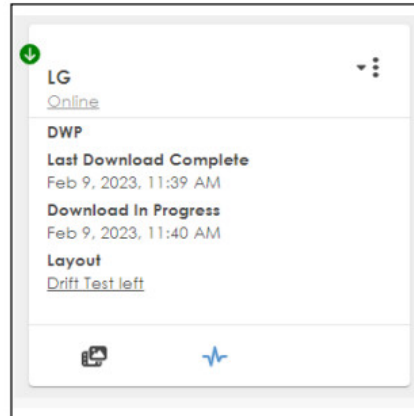 LG
Online
DWP
Last Download Complete
Feb 9, 2023, 11:39 AM
Download In Progress
Feb 9, 2023, 11:40 AM
Layout
Drift Test left